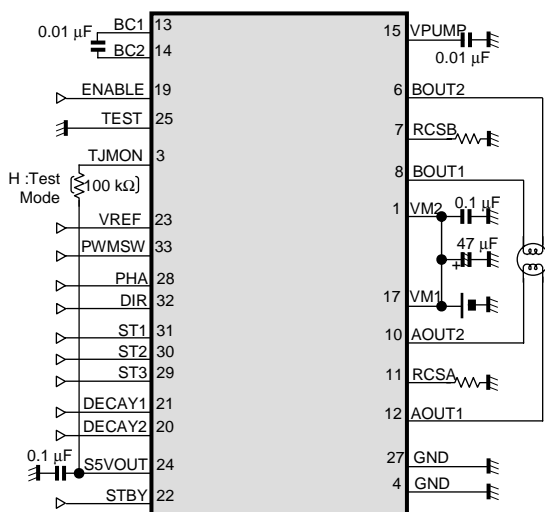 BC1 13
0.01 µF
BC2 14
ENABLE 19
TEST 25
TJMON 3
H :Test
Mode
(100 kΩ)
VREF 23
PWMSW 33
PHA 28
DIR 32
ST1 31
ST2 30
ST3 29
DECAY1 21
DECAY2 20
0.1 µF
S5VOUT 24
STBY 22
15 VPUMP
0.01 µF
6 BOUT2
7 RCSB
8 BOUT1
1 VM2
0.1 µF
47 µF
+
17 VM1
10 AOUT2
11 RCSA
12 AOUT1
27 GND
4 GND